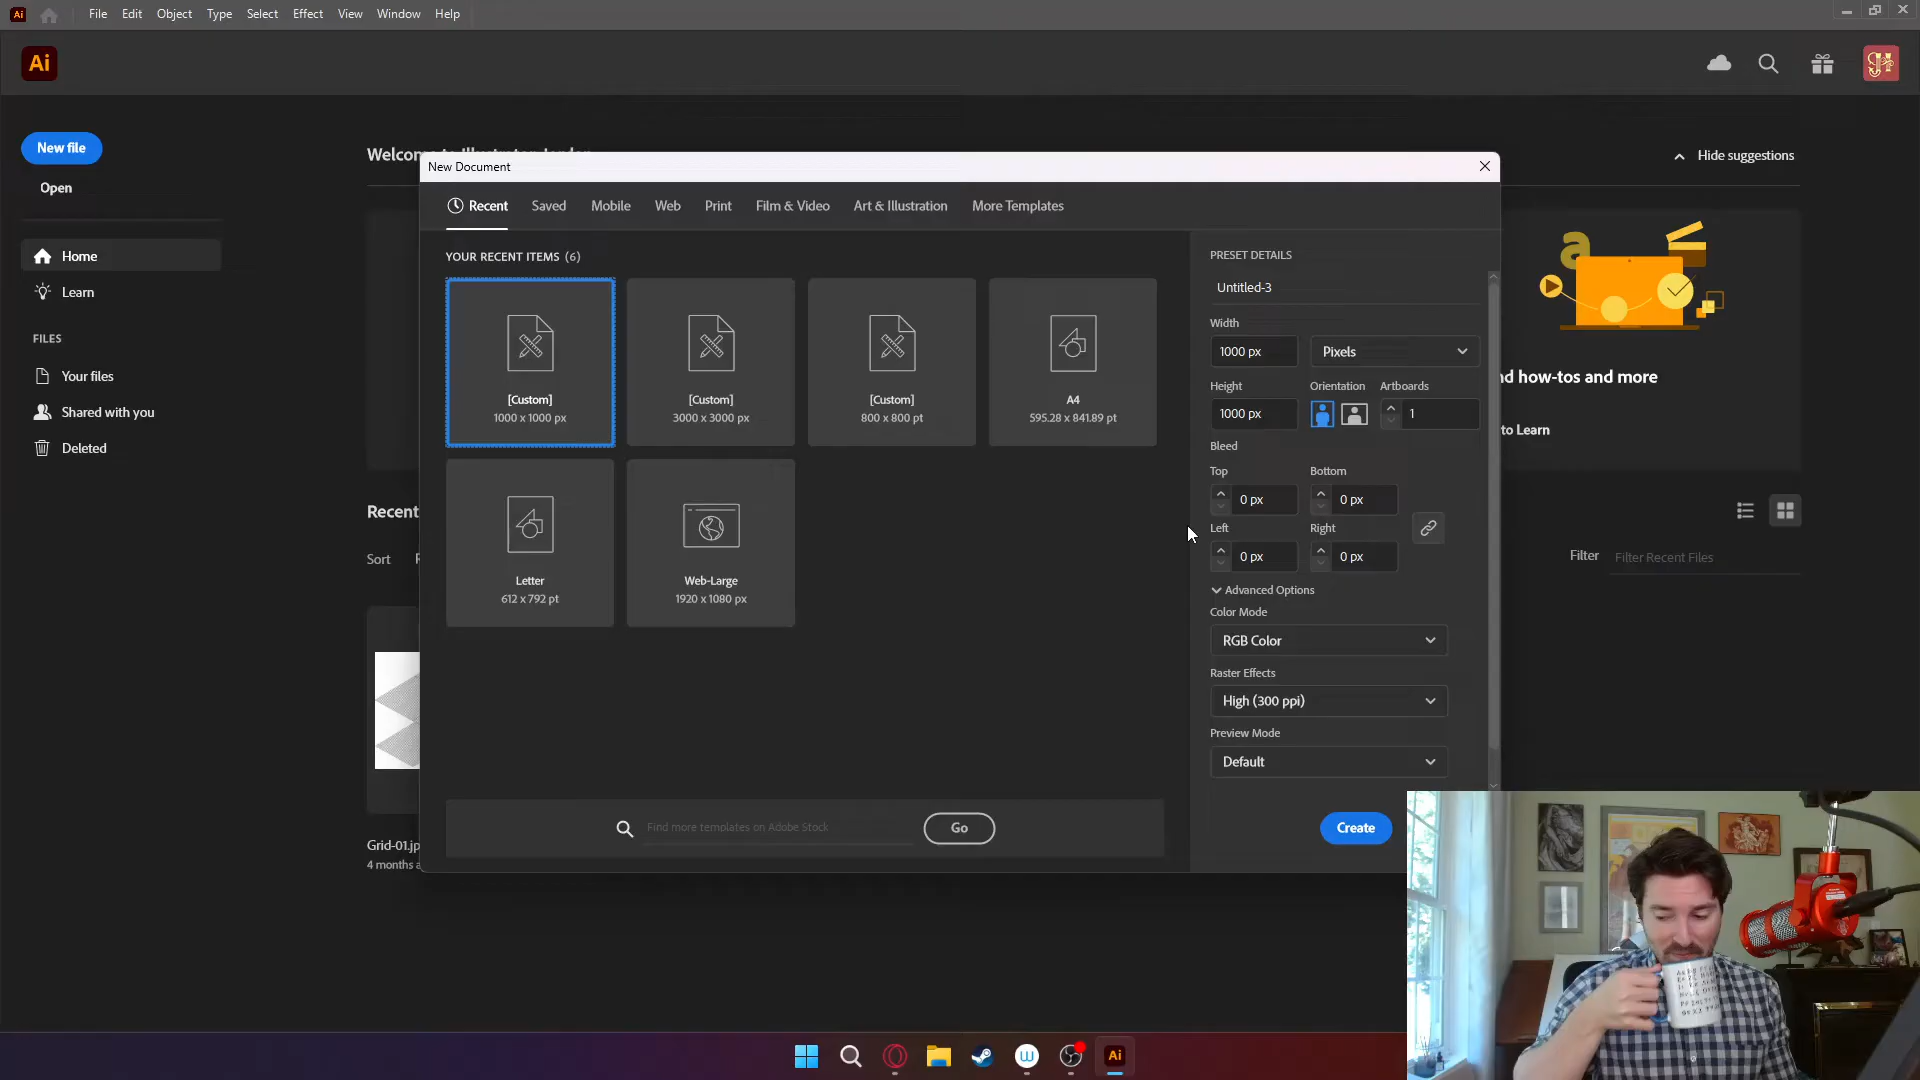 Ai File Edit Object Type Select Effect View Window Help
Ai
New file
Open
Home
Learn
FILES
Your files
Shared with you
Deleted
Hide suggestions
New Document
Recent Saved Mobile Web Print Film & Video Art & Illustration More Templates
YOUR RECENT ITEMS (6)
[Custom]
1000 x 1000 px
[Custom]
3000 x 3000 px
[Custom]
800 x 800 pt
A4
595.28 x 841.89 pt
Letter
612 x 792 pt
Web-Large
1920 x 1080 px
Find more templates on Adobe Stock
Go
PRESET DETAILS
Untitled-3
Width
1000 px Pixels
Height Orientation Artboards
1000 px 1
Bleed
Top Bottom
0 px 0 px
Left Right
0 px 0 px
Advanced Options
Color Mode
RGB Color
Raster Effects
High (300 ppi)
Preview Mode
Default
Create
a
how-tos and more
to Learn
Recent
Sort
Filter Filter Recent Files
Grid-01.jp
4 months a
Ai